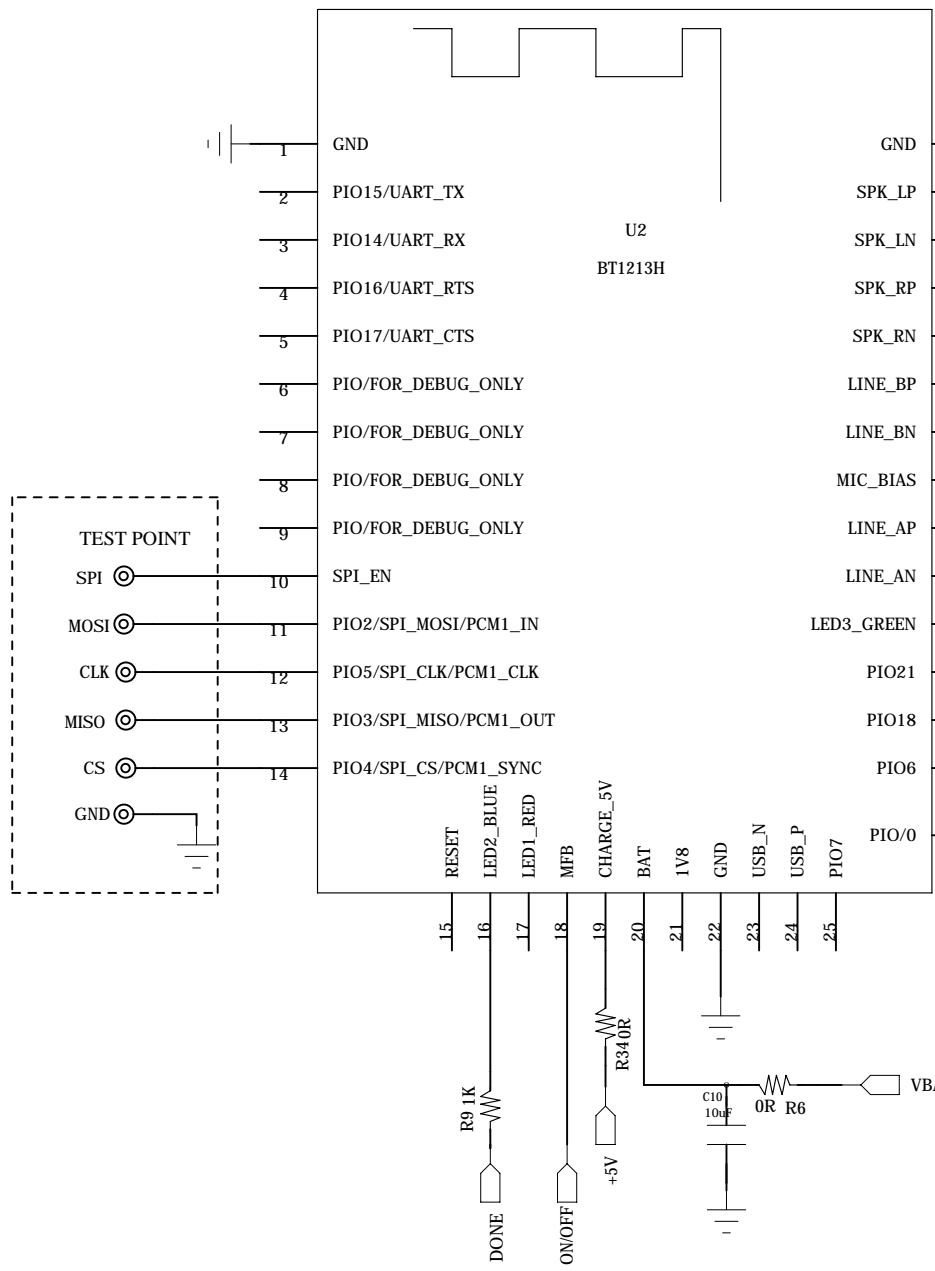 1 GND GND
2 PIO15/UART_TX SPK_LP
U2
3 PIO14/UART_RX SPK_LN
BT1213H
4 PIO16/UART_RTS SPK_RP
5 PIO17/UART_CTS SPK_RN
6 PIO/FOR_DEBUG_ONLY LINE_BP
7 PIO/FOR_DEBUG_ONLY LINE_BN
8 PIO/FOR_DEBUG_ONLY MIC_BIAS
9 PIO/FOR_DEBUG_ONLY LINE_AP
TEST POINT
SPI 10 SPI_EN LINE_AN
MOSI 11 PIO2/SPI_MOSI/PCM1_IN LED3_GREEN
CLK 12 PIO5/SPI_CLK/PCM1_CLK PIO21
MISO 13 PIO3/SPI_MISO/PCM1_OUT PIO18
CS 14 PIO4/SPI_CS/PCM1_SYNC PIO6
GND
PIO/0
RESET
LED2_BLUE
LED1_RED
MFB
CHARGE_5V
BAT
1V8
GND
USB_N
USB_P
PIO7
15 16 17 18 19 20 21 22 23 24 25
R34 0R
R9 1K
C10
10uF
0R R6
VBA
+5V
DONE
ON/OFF